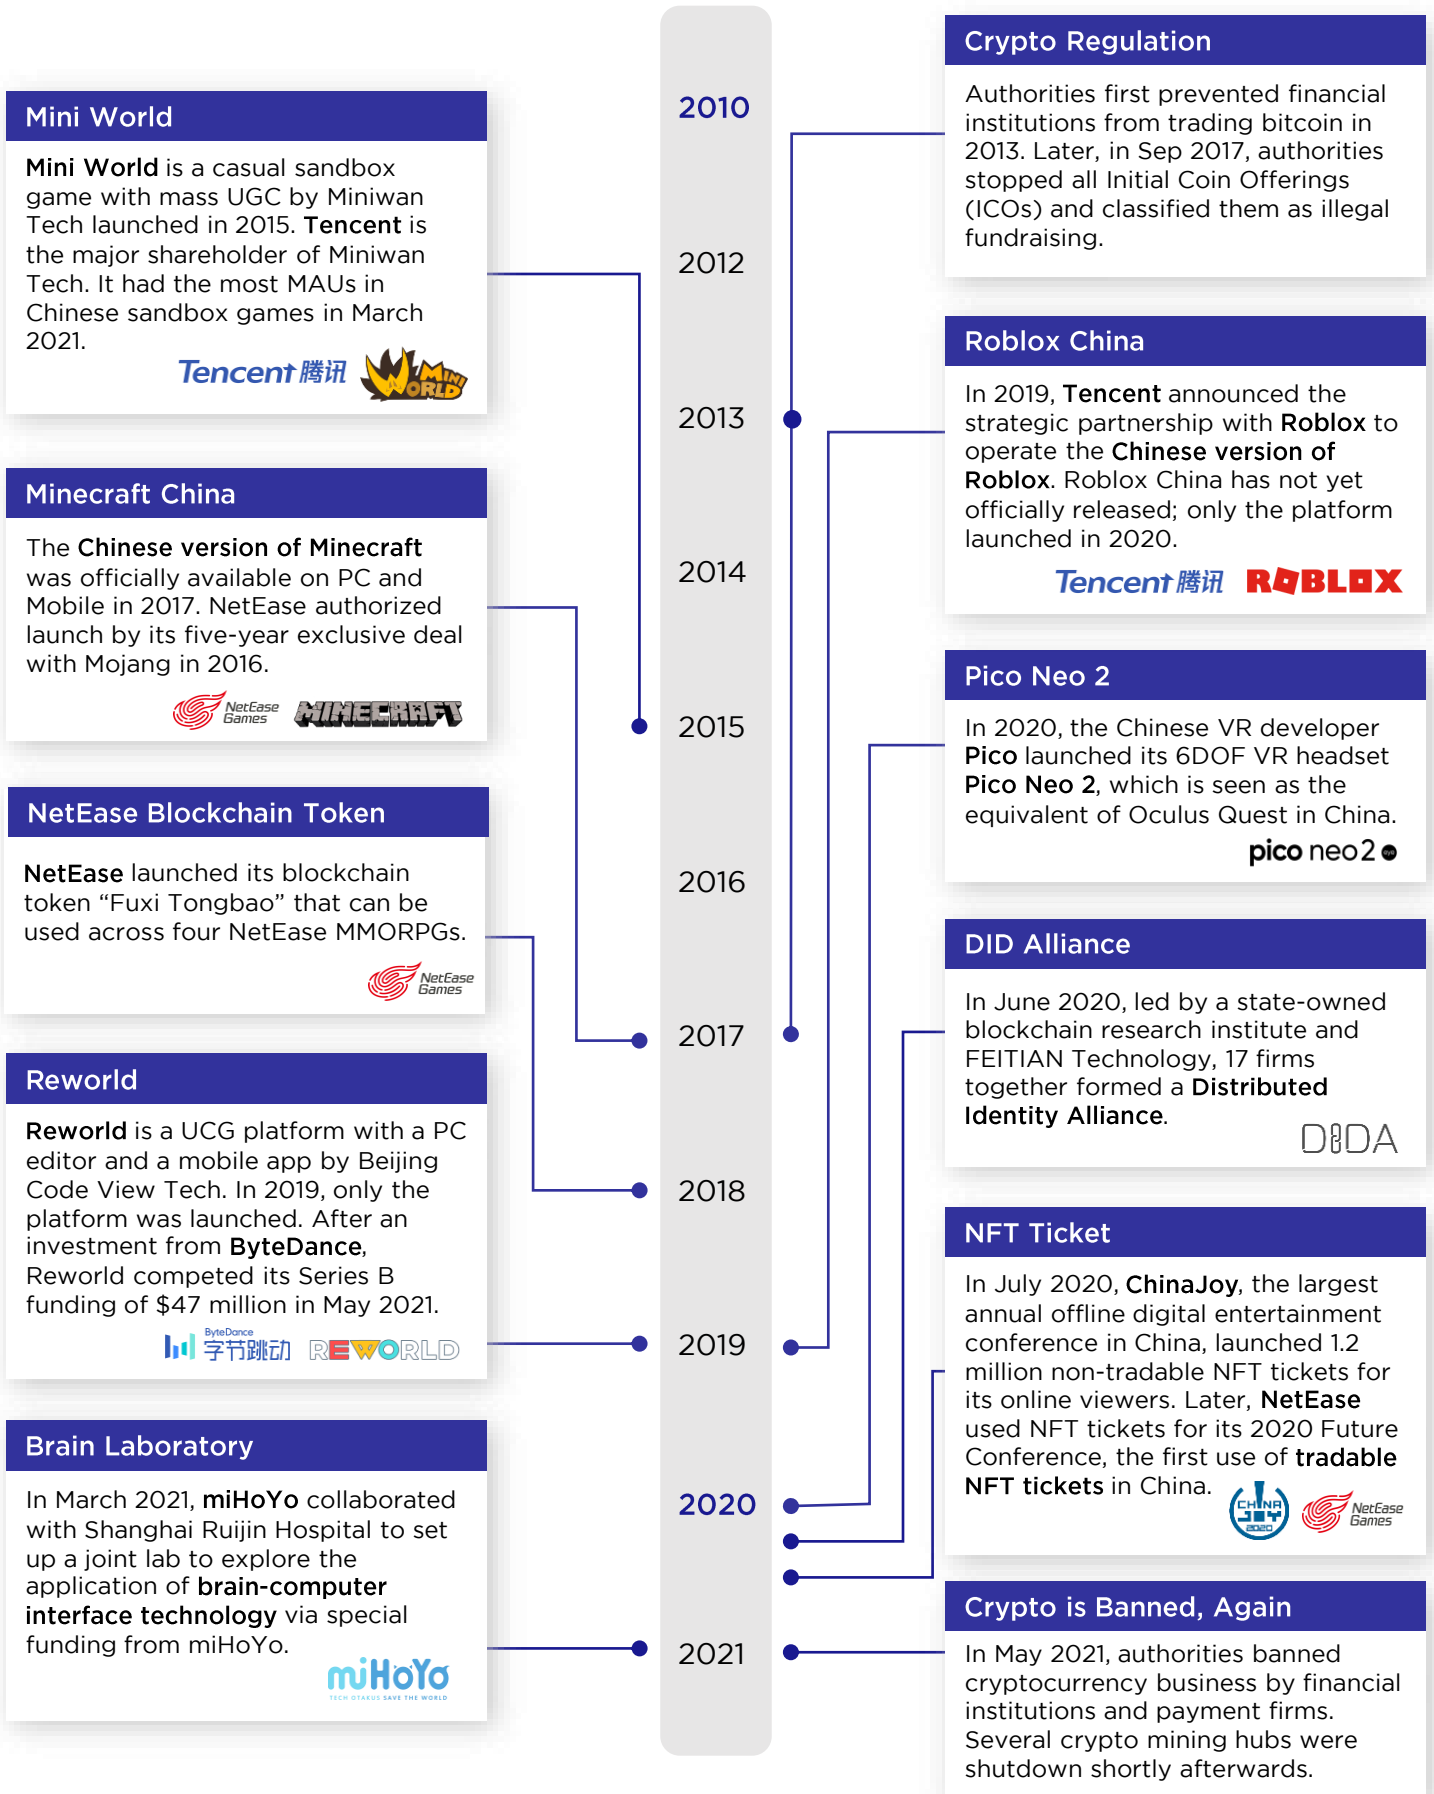 Mini World
Mini World is a casual sandbox
game with mass UGC by Miniwan
Tech launched in 2015. Tencent is
the major shareholder of Miniwan
Tech. It had the most MAUs in
Chinese sandbox games in March
2021.
Tencent 腾讯
MINI WORLD
Minecraft China
The Chinese version of Minecraft
was officially available on PC and
Mobile in 2017. NetEase authorized
launch by its five-year exclusive deal
with Mojang in 2016.
NetEase
Games
MINECRAFT
NetEase Blockchain Token
NetEase launched its blockchain
token “Fuxi Tongbao” that can be
used across four NetEase MMORPGs.
NetEase
Games
Reworld
Reworld is a UCG platform with a PC
editor and a mobile app by Beijing
Code View Tech. In 2019, only the
platform was launched. After an
investment from ByteDance,
Reworld competed its Series B
funding of $47 million in May 2021.
ByteDance
字节跳动
REWORLD
Brain Laboratory
In March 2021, miHoYo collaborated
with Shanghai Ruijin Hospital to set
up a joint lab to explore the
application of brain-computer
interface technology via special
funding from miHoYo.
miHoYo
TECH OTAKUS SAVE THE WORLD
2010
2012
2013
2014
2015
2016
2017
2018
2019
2020
2021
Crypto Regulation
Authorities first prevented financial
institutions from trading bitcoin in
2013. Later, in Sep 2017, authorities
stopped all Initial Coin Offerings
(ICOs) and classified them as illegal
fundraising.
Roblox China
In 2019, Tencent announced the
strategic partnership with Roblox to
operate the Chinese version of
Roblox. Roblox China has not yet
officially released; only the platform
launched in 2020.
Tencent 腾讯
ROBLOX
Pico Neo 2
In 2020, the Chinese VR developer
Pico launched its 6DOF VR headset
Pico Neo 2, which is seen as the
equivalent of Oculus Quest in China.
pico neo 2 eye
DID Alliance
In June 2020, led by a state-owned
blockchain research institute and
FEITIAN Technology, 17 firms
together formed a Distributed
Identity Alliance.
DIDA
NFT Ticket
In July 2020, ChinaJoy, the largest
annual offline digital entertainment
conference in China, launched 1.2
million non-tradable NFT tickets for
its online viewers. Later, NetEase
used NFT tickets for its 2020 Future
Conference, the first use of tradable
NFT tickets in China.
CHINA
JOY
2020
NetEase
Games
Crypto is Banned, Again
In May 2021, authorities banned
cryptocurrency business by financial
institutions and payment firms.
Several crypto mining hubs were
shutdown shortly afterwards.